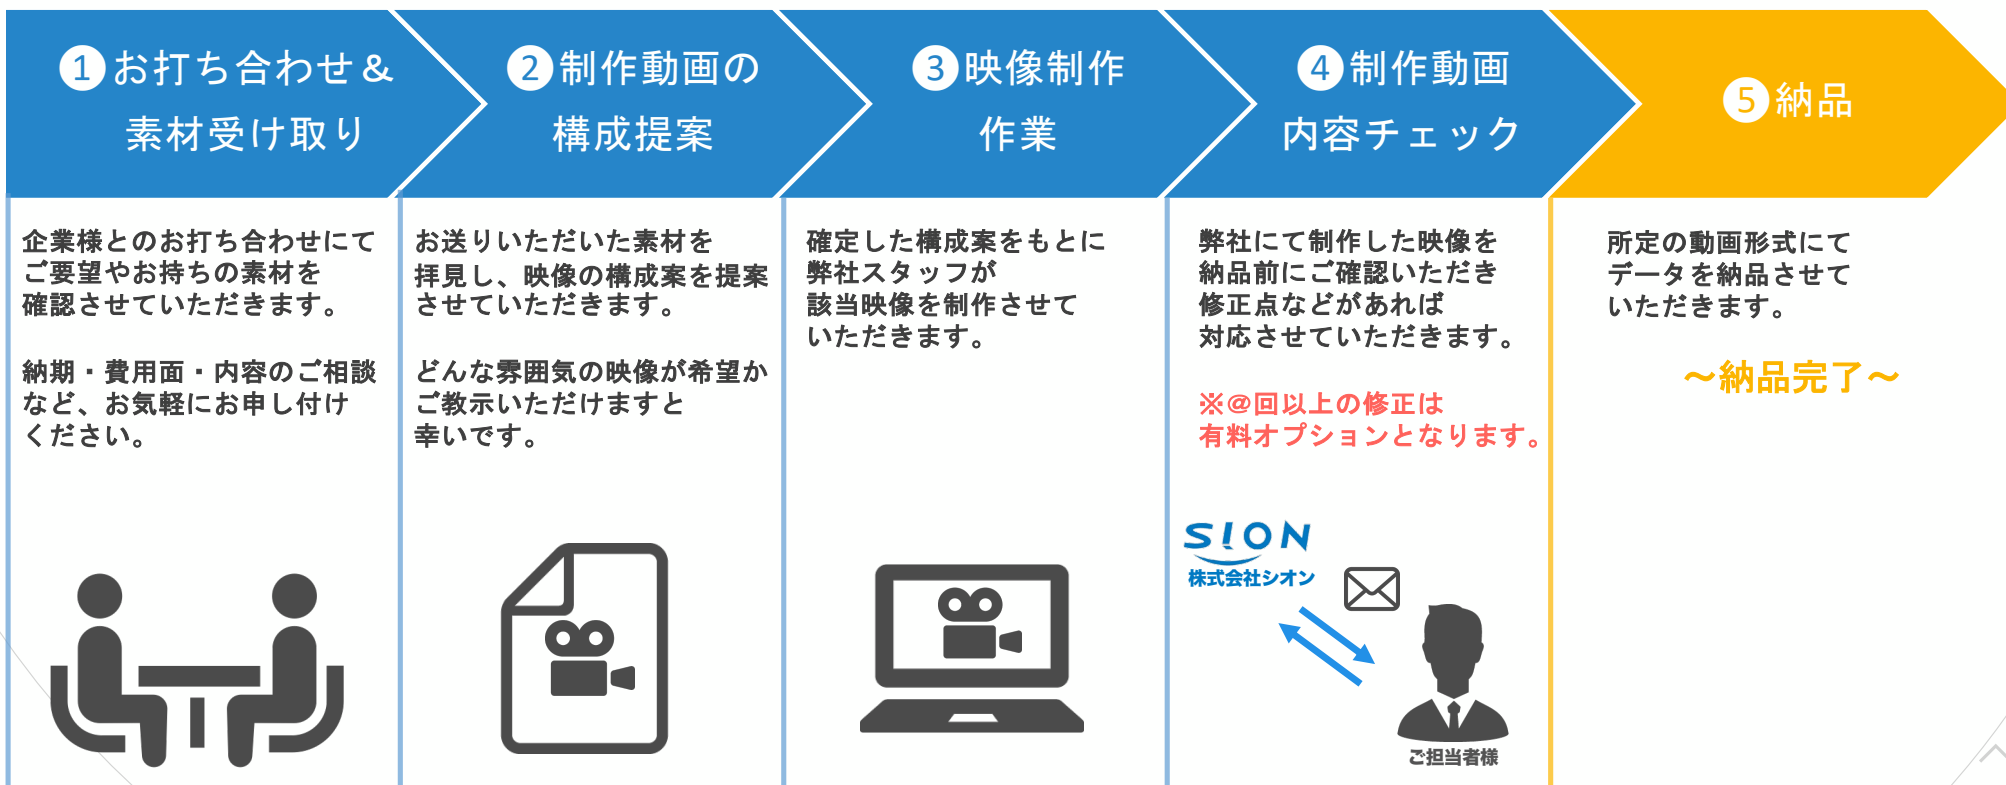 ❶お打ち合わせ&
素材受け取り
企業様とのお打ち合わせにて
ご要望やお持ちの素材を
確認させていただきます。
納期・費用面・内容のご相談
など、お気軽にお申し付け
ください。
❷制作動画の
構成提案
お送りいただいた素材を
拝見し、映像の構成案を提案
させていただきます。
どんな雰囲気の映像が希望か
ご教示いただけますと
幸いです。
❸映像制作
作業
確定した構成案をもとに
弊社スタッフが
該当映像を制作させて
いただきます。
❹制作動画
内容チェック
弊社にて制作した映像を
納品前にご確認いただき
修正点などがあれば
対応させていただきます。
※@回以上の修正は
有料オプションとなります。
SION
株式会社シオン
ご担当者様
❺納品
所定の動画形式にて
データを納品させて
いただきます。
〜納品完了〜